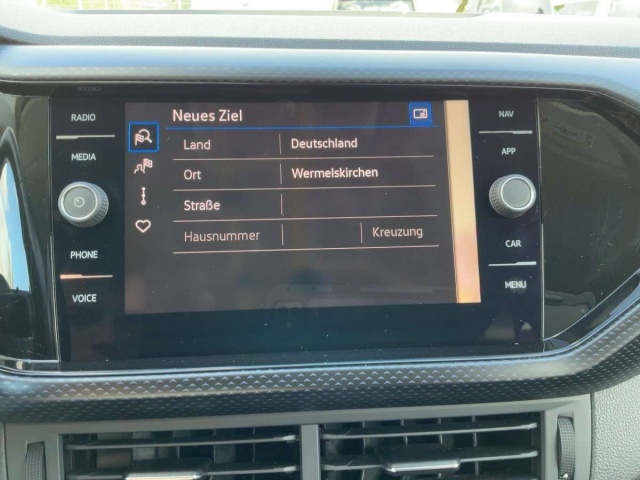 RADIO
MEDIA
PHONE
VOICE
Neues Ziel
Land Deutschland
Ort Wermelskirchen
Straße
Hausnummer Kreuzung
NAV
APP
CAR
MENU